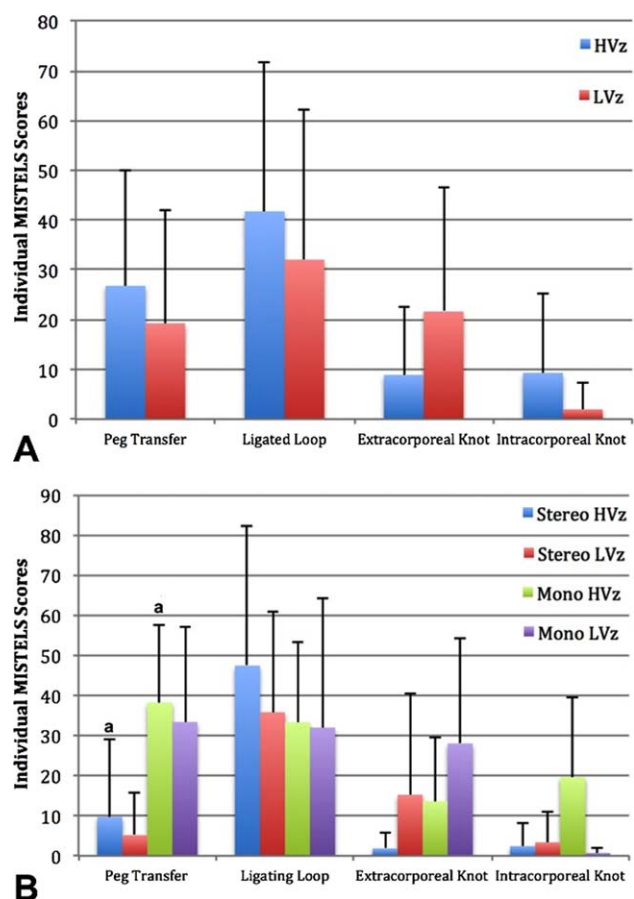 80
70
60
50
40
30
20
10
0
Individual MISTELS Scores
HVz
LVz
Peg Transfer
Ligated Loop
Extracorporeal Knot
Intracorporeal Knot
A
90
80
70
60
50
40
30
20
10
0
Individual MISTELS Scores
Stereo HVz
Stereo LVz
Mono HVz
Mono LVz
a
a
Peg Transfer
Ligating Loop
Extracorporeal Knot
Intracorporeal Knot
B